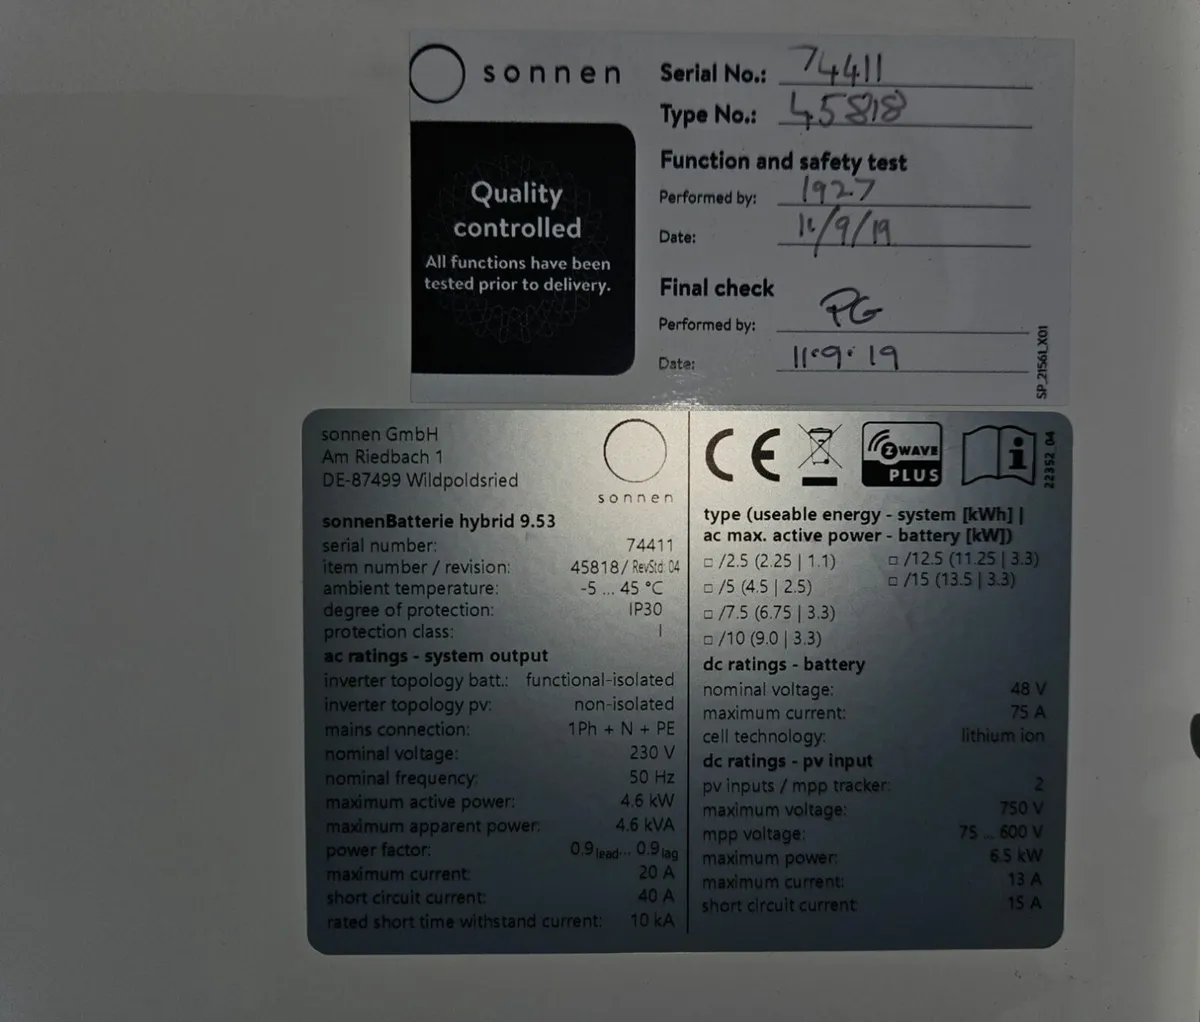 sonnen
Serial No.: 74411
Type No.: 45818
Function and safety test
Performed by: 1927
Date: 11/9/19
Final check
Performed by: PG
Date: 11.9.19
SP_21561_X01
Quality
controlled
All functions have been
tested prior to delivery.
sonnen GmbH
Am Riedbach 1
DE-87499 Wildpoldsried
sonnen
sonnenBatterie hybrid 9.53
serial number: 74411
item number / revision: 45818/ RevStd: 04
ambient temperature: -5 ... 45 °C
degree of protection: IP30
protection class: I
ac ratings - system output
inverter topology batt.: functional-isolated
inverter topology pv: non-isolated
mains connection: 1Ph + N + PE
nominal voltage: 230 V
nominal frequency: 50 Hz
maximum active power: 4.6 kW
maximum apparent power: 4.6 kVA
power factor: 0.9 lead... 0.9 lag
maximum current: 20 A
short circuit current: 40 A
rated short time withstand current: 10 kA
CE
Z WAVE
PLUS
i
22352_04
type (useable energy - system [kWh] |
ac max. active power - battery [kW])
□ /2.5 (2.25 | 1.1)
□ /12.5 (11.25 | 3.3)
□ /5 (4.5 | 2.5)
□ /15 (13.5 | 3.3)
□ /7.5 (6.75 | 3.3)
□ /10 (9.0 | 3.3)
dc ratings - battery
nominal voltage: 48 V
maximum current: 75 A
cell technology: lithium ion
dc ratings - pv input
pv inputs / mpp tracker: 2
maximum voltage: 750 V
mpp voltage: 75 ... 600 V
maximum power: 6.5 kW
maximum current: 13 A
short circuit current: 15 A